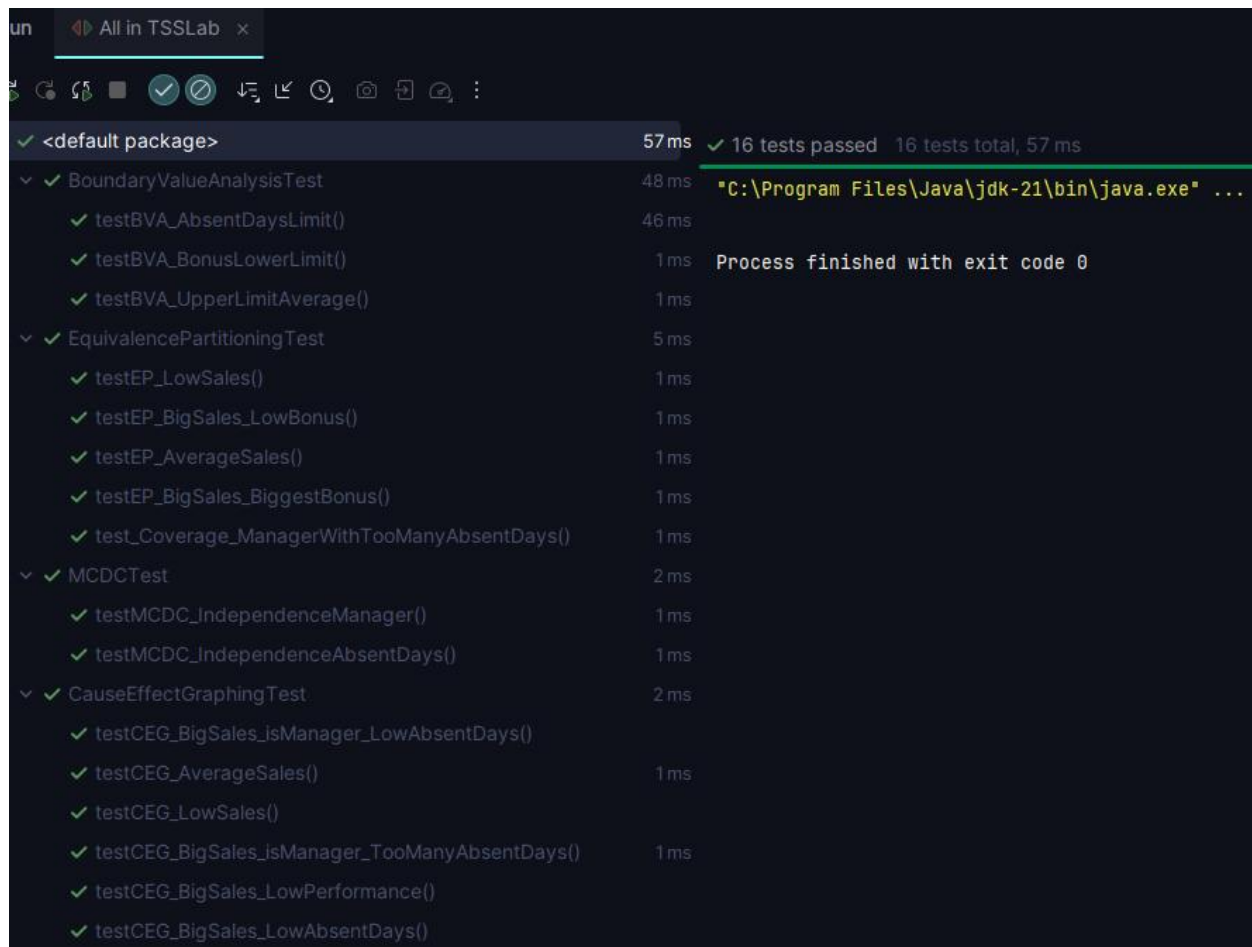 un All in TSSLab ×
<default package> 57 ms
BoundaryValueAnalysisTest 48 ms
testBVA_AbsentDaysLimit() 46 ms
testBVA_BonusLowerLimit() 1 ms
testBVA_UpperLimitAverage() 1 ms
EquivalencePartitioningTest 5 ms
testEP_LowSales() 1 ms
testEP_BigSales_LowBonus() 1 ms
testEP_AverageSales() 1 ms
testEP_BigSales_BiggestBonus() 1 ms
test_Coverage_ManagerWithTooManyAbsentDays() 1 ms
MCDCTest 2 ms
testMCDC_IndependenceManager() 1 ms
testMCDC_IndependenceAbsentDays() 1 ms
CauseEffectGraphingTest 2 ms
testCEG_BigSales_isManager_LowAbsentDays()
testCEG_AverageSales() 1 ms
testCEG_LowSales()
testCEG_BigSales_isManager_TooManyAbsentDays() 1 ms
testCEG_BigSales_LowPerformance()
testCEG_BigSales_LowAbsentDays()
16 tests passed 16 tests total, 57 ms
"C:\Program Files\Java\jdk-21\bin\java.exe" ...
Process finished with exit code 0